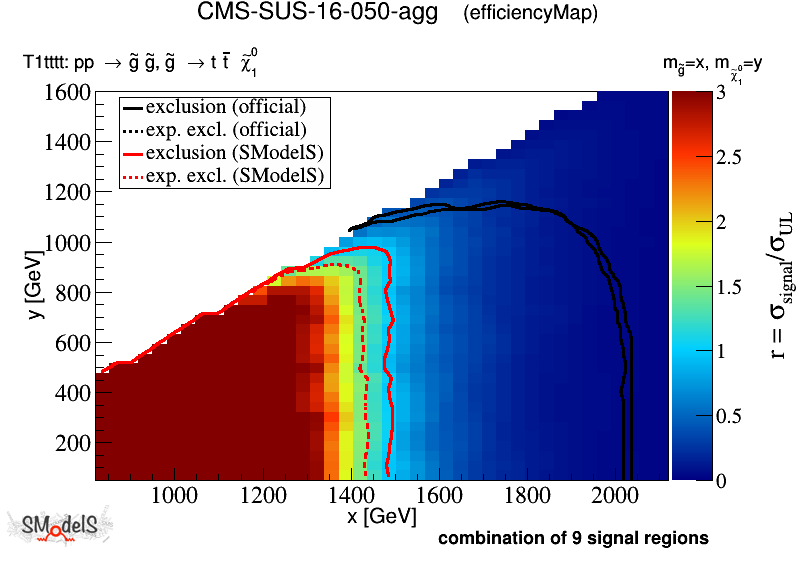 CMS-SUS-16-050-agg (efficiencyMap)
T1tttt: pp → g̃ g̃, g̃ → t t̄ χ̃₁⁰ m_g̃=x, m_χ̃₁⁰=y
exclusion (official)
exp. excl. (official)
exclusion (SModelS)
exp. excl. (SModelS)
1600
1400
1200
1000
800
600
400
200
y [GeV]
1000 1200 1400 1600 1800 2000
x [GeV]
3
2.5
2
1.5
1
0.5
0
r = σ_signal/σ_UL
SModelS
combination of 9 signal regions